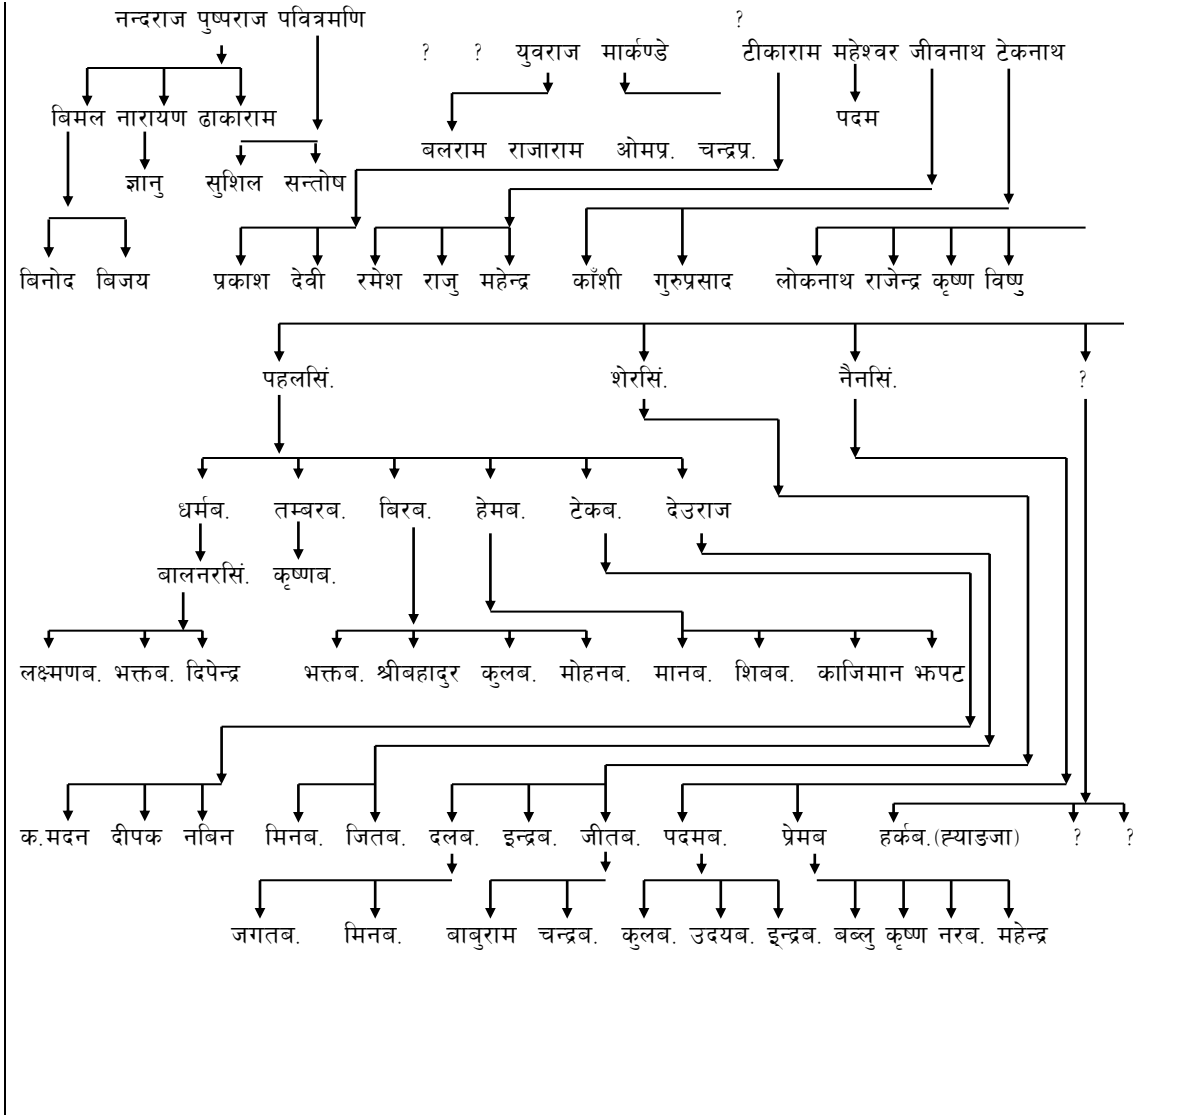 नन्दराज पुष्पराज पवित्रमणि ?
? ? युवराज मार्कण्डे टीकाराम महेश्वर जीवनाथ टेकनाथ
बिमल नारायण ढाकाराम पदम
बलराम राजाराम ओमप्र. चन्द्रप्र.
ज्ञानु सुशिल सन्तोष
बिनोद बिजय प्रकाश देवी रमेश राजु महेन्द्र काँशी गुरुप्रसाद लोकनाथ राजेन्द्र कृष्ण विष्णु
पहलसिं. शेरसिं. नैनसिं. ?
धर्मब. तम्बरब. बिरब. हेमब. टेकब. देउराज
बालनरसिं. कृष्णब.
लक्ष्मणब. भक्तब. दिपेन्द्र भक्तब. श्रीबहादुर कुलब. मोहनब. मानब. शिबब. काजिमान झपट
क.मदन दीपक नबिन मिनब. जितब. दलब. इन्द्रब. जीतब. पदमब. प्रेमब हर्कब.(ह्याङजा) ? ?
जगतब. मिनब. बाबुराम चन्द्रब. कुलब. उदयब. इन्द्रब. बब्लु कृष्ण नरब. महेन्द्र